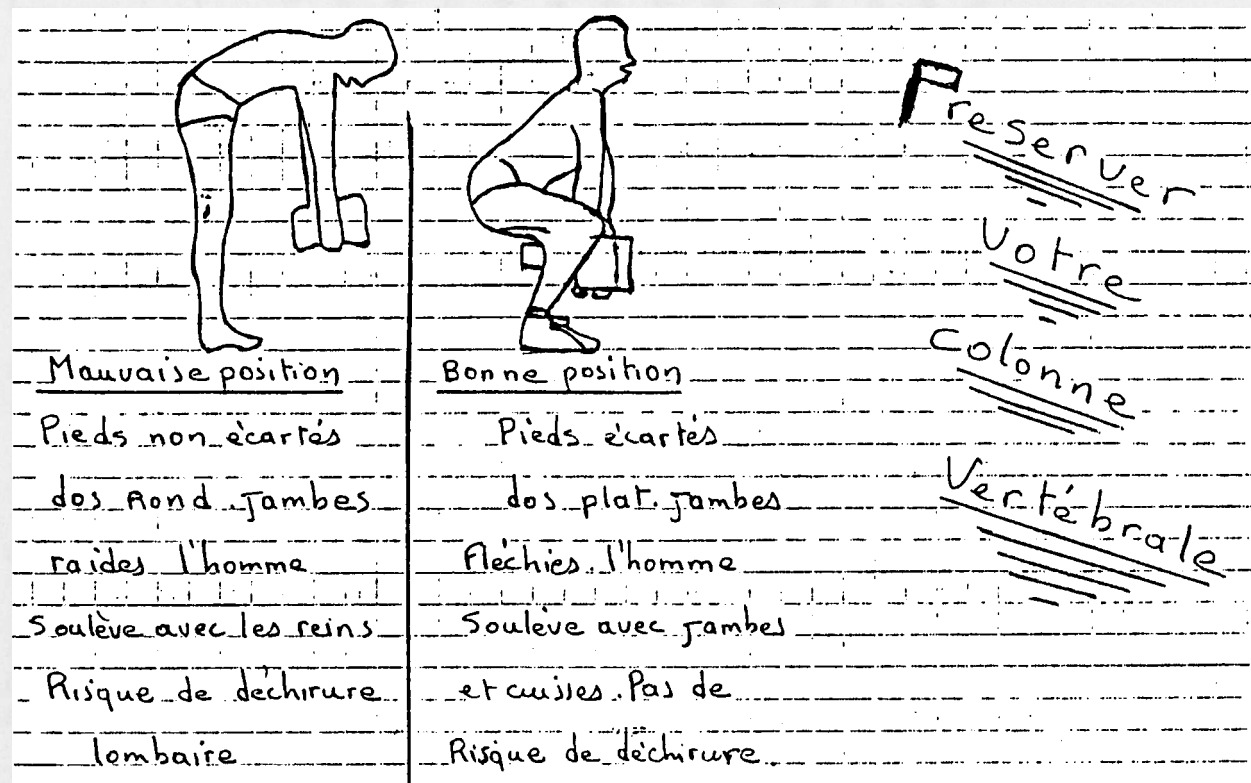 Mauvaise position
Pieds non écartés
dos Rond. Jambes
raides l'homme
Soulève avec les reins
Risque de déchirure
lombaire
Bonne position
Pieds écartés
dos plat. Jambes
Fléchies. l'homme
Soulève avec Jambes
et cuisses. Pas de
Risque de déchirure
Preserver
Votre
Colonne
Vertébrale